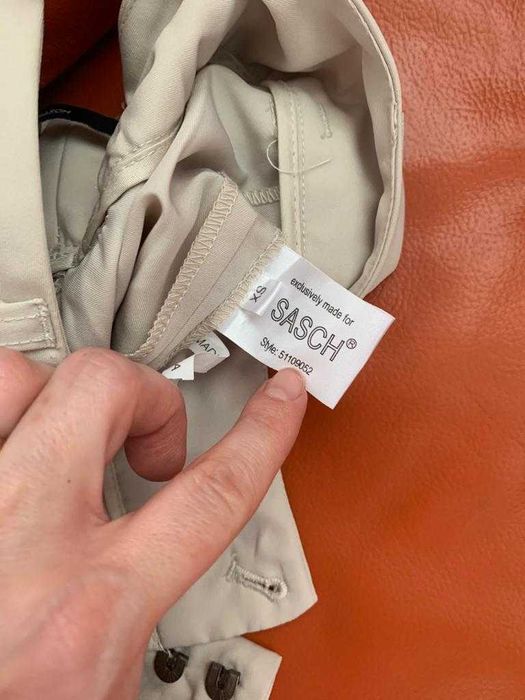 exclusively made for
SASCH®
Style: 51109052
XS